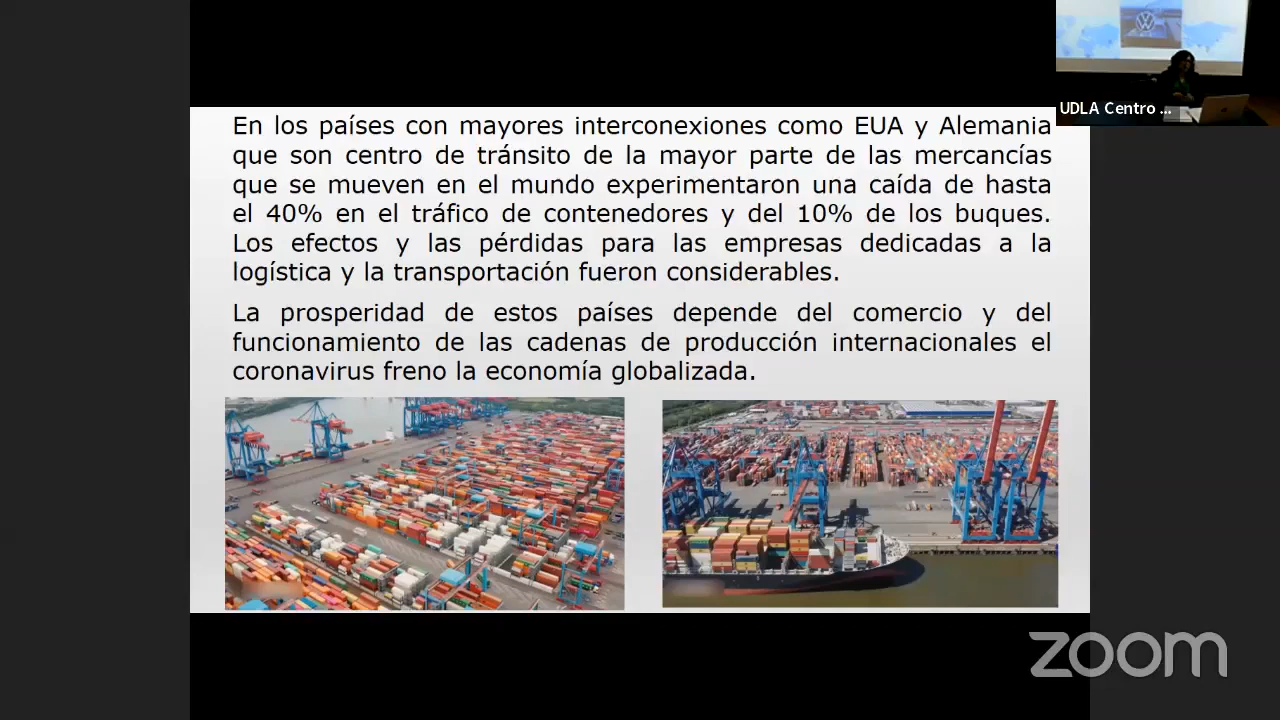 UDLA Centro ...
En los países con mayores interconexiones como EUA y Alemania
que son centro de tránsito de la mayor parte de las mercancías
que se mueven en el mundo experimentaron una caída de hasta
el 40% en el tráfico de contenedores y del 10% de los buques.
Los efectos y las pérdidas para las empresas dedicadas a la
logística y la transportación fueron considerables.
La prosperidad de estos países depende del comercio y del
funcionamiento de las cadenas de producción internacionales el
coronavirus freno la economía globalizada.
zoom